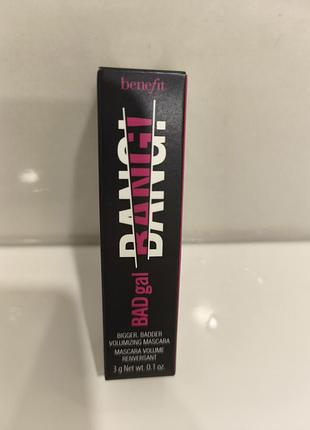 benefit
BADgal BANG!
BIGGER. BADDER
VOLUMIZING MASCARA
MASCARA VOLUME
RENVERSANT
3 g Net wt. 0.1 oz.